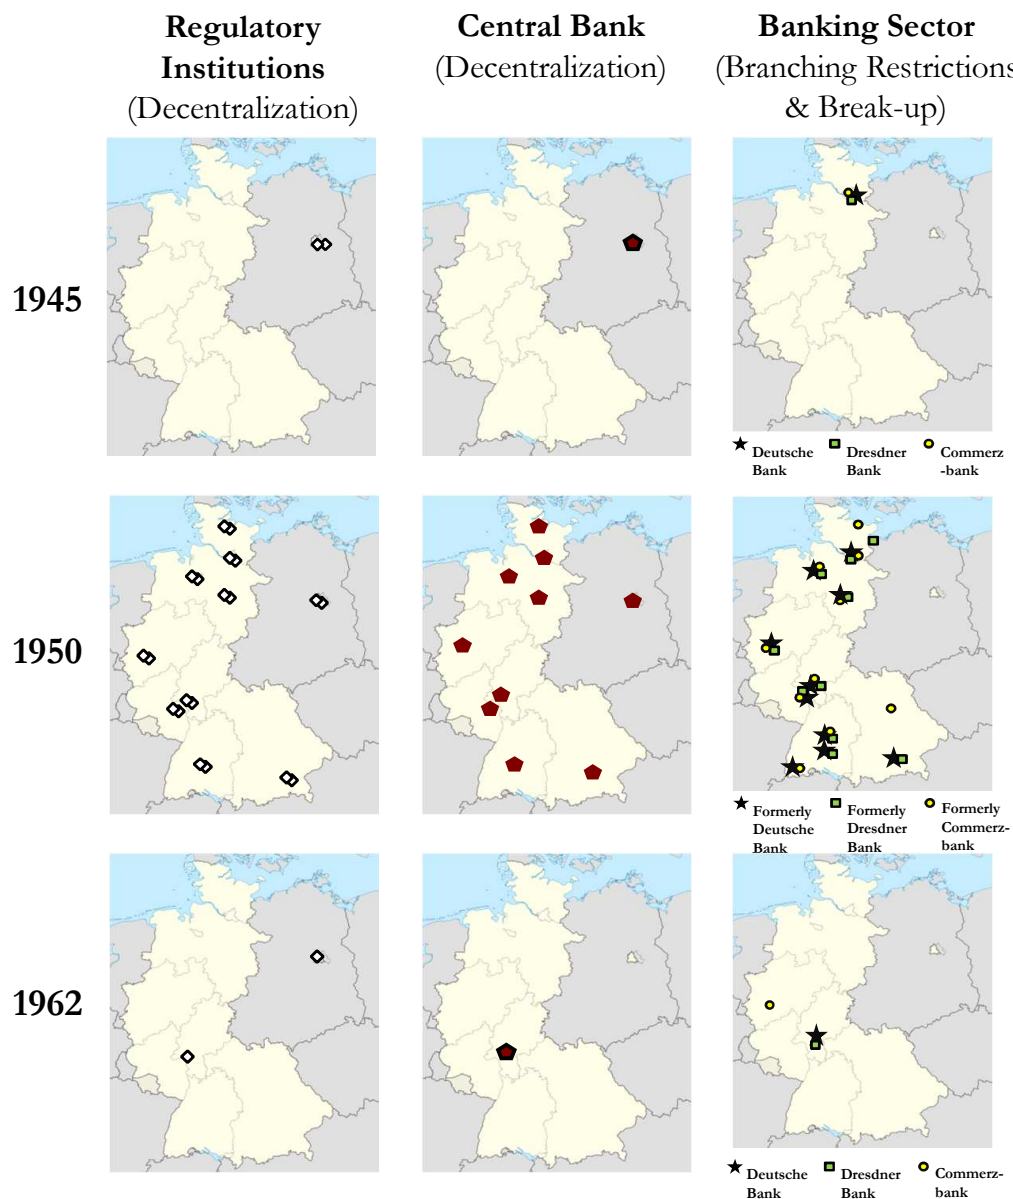 Regulatory
Institutions
(Decentralization)
Central Bank
(Decentralization)
Banking Sector
(Branching Restrictions
& Break-up)
1945
Deutsche
Bank
Dresdner
Bank
Commerz
-bank
1950
Formerly
Deutsche
Bank
Formerly
Dresdner
Bank
Formerly
Commerz-
bank
1962
Deutsche
Bank
Dresdner
Bank
Commerz-
bank